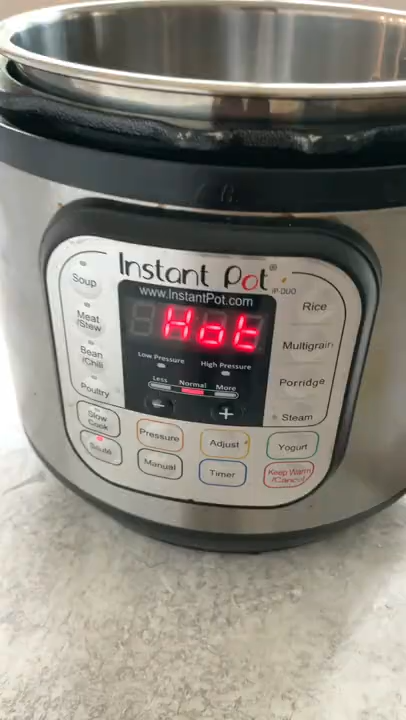 Instant Pot®
IP-DUO
www.InstantPot.com
Hot
Low Pressure
High Pressure
Less
Normal
More
-
+
Soup
Meat
/Stew
Bean
/Chili
Poultry
Slow
Cook
Sauté
Rice
Multigrain
Porridge
Steam
Pressure
Adjust
Yogurt
Manual
Timer
Keep Warm
/Cancel